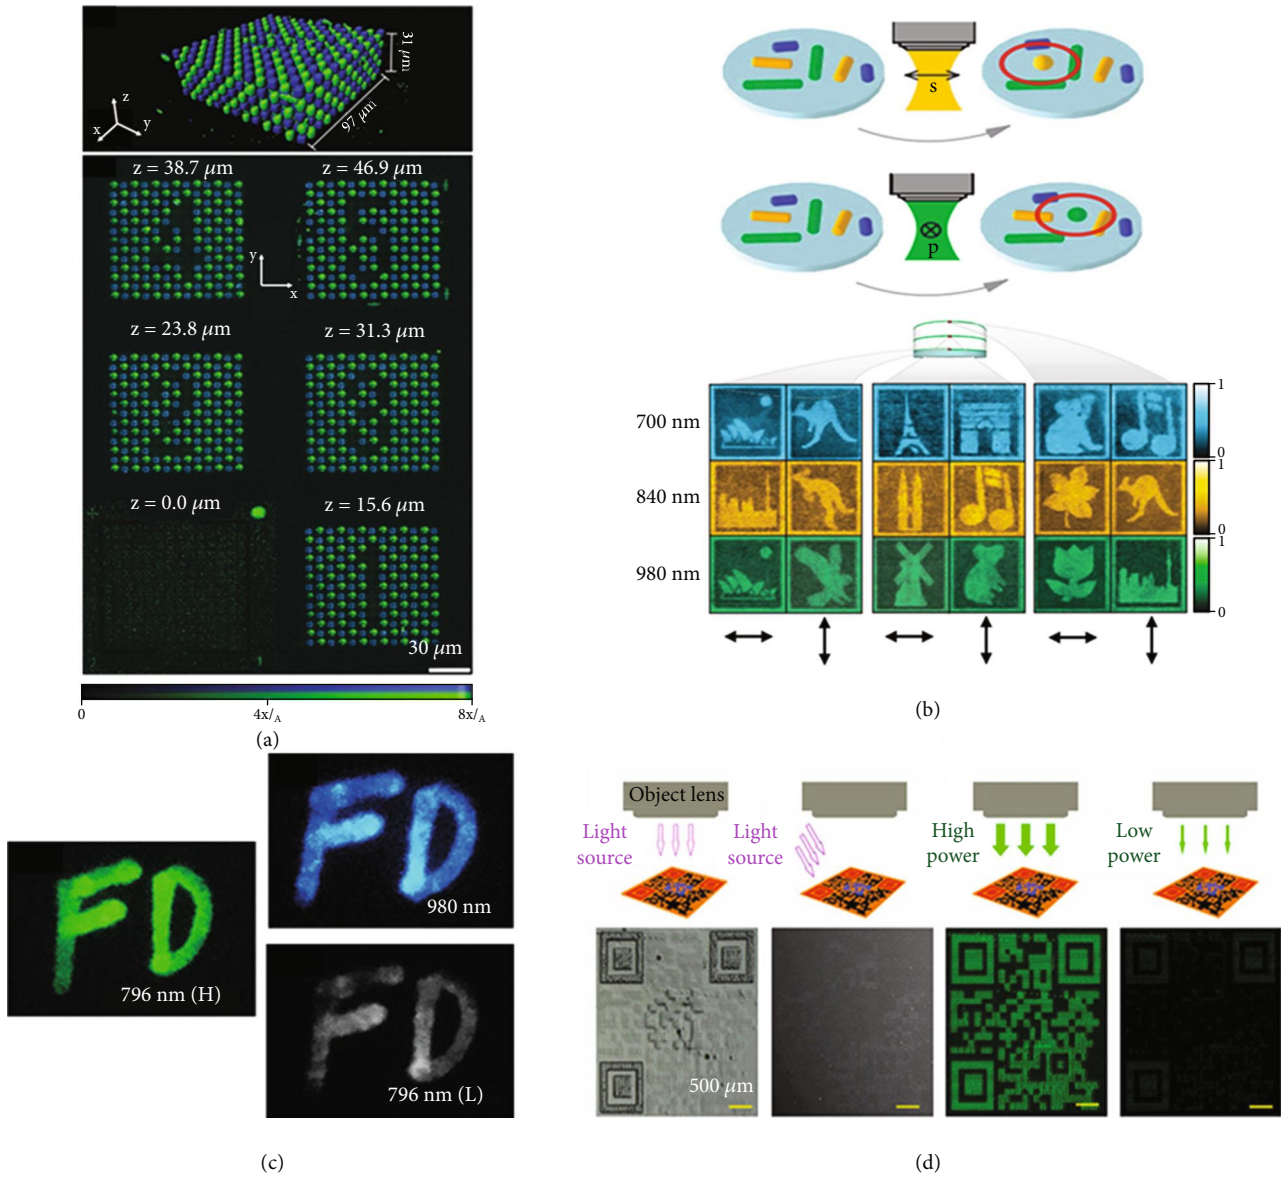 31 μm
97 μm
z
x
y
z = 38.7 μm
z = 46.9 μm
y
x
z = 23.8 μm
z = 31.3 μm
z = 0.0 μm
z = 15.6 μm
30 μm
0
4x/A
8x/A
(a)
s
p
700 nm
1
0
840 nm
1
0
980 nm
1
0
(b)
796 nm (H)
980 nm
796 nm (L)
(c)
Object lens
Light
source
Light
source
High
power
Low
power
500 μm
(d)